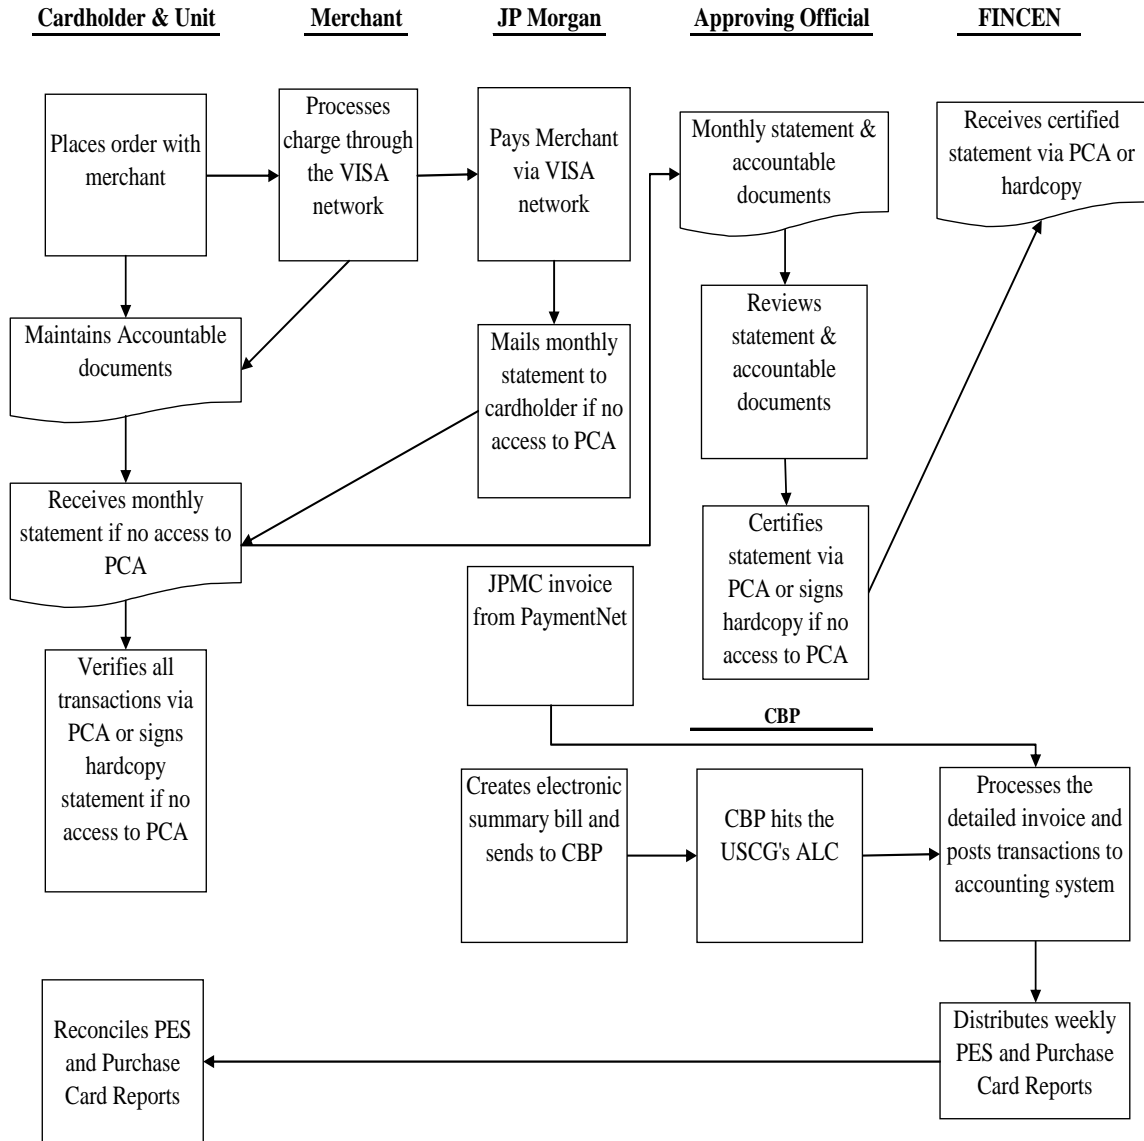 Cardholder & Unit
Merchant
JP Morgan
Approving Official
FINCEN
Places order with
merchant
Processes
charge through
the VISA
network
Pays Merchant
via VISA
network
Monthly statement &
accountable
documents
Receives certified
statement via PCA or
hardcopy
Maintains Accountable
documents
Mails monthly
statement to
cardholder if no
access to PCA
Reviews
statement &
accountable
documents
Receives monthly
statement if no access to
PCA
Certifies
statement via
PCA or signs
hardcopy if no
access to PCA
JPMC invoice
from PaymentNet
Verifies all
transactions via
PCA or signs
hardcopy
statement if no
access to PCA
CBP
Creates electronic
summary bill and
sends to CBP
CBP hits the
USCG's ALC
Processes the
detailed invoice and
posts transactions to
accounting system
Reconciles PES
and Purchase
Card Reports
Distributes weekly
PES and Purchase
Card Reports